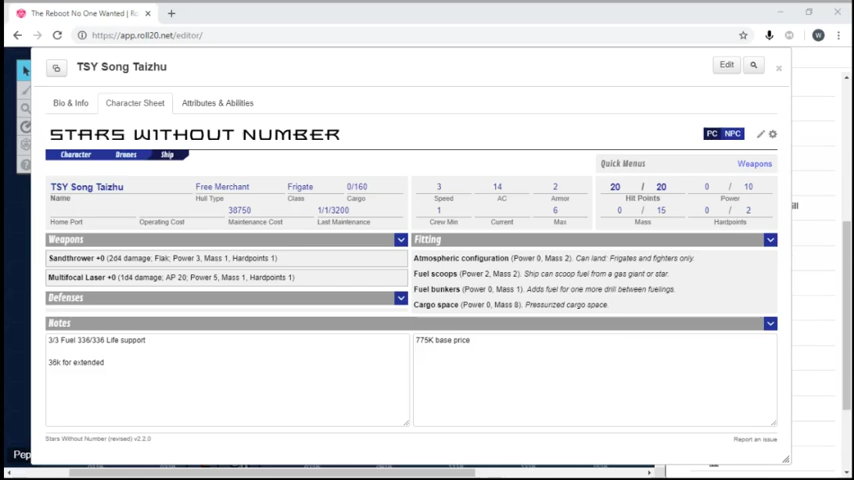 The Reboot No One Wanted | Ro
https://app.roll20.net/editor/
W
TSY Song Taizhu
Edit
Bio & Info Character Sheet Attributes & Abilities
STARS WITHOUT NUMBER
PC NPC
Character Drones Ship
Quick Menus Weapons
TSY Song Taizhu Free Merchant Frigate 0/160 3 14 2 20 / 20 0 / 10
Name Hull Type Class Cargo Speed AC Armor Hit Points Power
38750 1/1/3200 1 6 0 / 15 0 / 2
Home Port Operating Cost Maintenance Cost Last Maintenance Crew Min Current Max Mass Hardpoints
Weapons
Sandthrower +0 (2d4 damage; Flak; Power 3, Mass 1, Hardpoints 1)
Multifocal Laser +0 (1d4 damage; AP 20; Power 5, Mass 1, Hardpoints 1)
Defenses
Fitting
Atmospheric configuration (Power 0, Mass 2). Can land: Frigates and fighters only.
Fuel scoops (Power 2, Mass 2). Ship can scoop fuel from a gas giant or star.
Fuel bunkers (Power 0, Mass 1). Adds fuel for one more drill between fuelings.
Cargo space (Power 0, Mass 8). Pressurized cargo space.
Notes
3/3 Fuel 336/336 Life support
36k for extended
775K base price
Stars Without Number (revised) v2.2.0
Report an issue
Pep